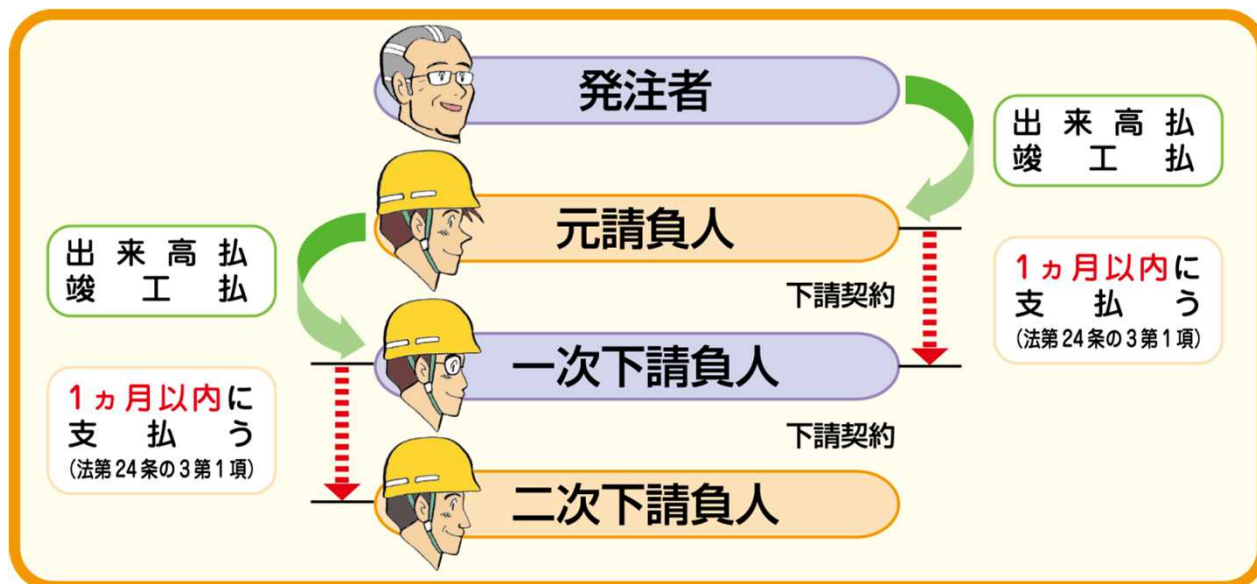 発注者
出来高払
竣工払
元請負人
出来高払
竣工払
下請契約
1ヵ月以内に
支払う
(法第24条の3第1項)
一次下請負人
1ヵ月以内に
支払う
(法第24条の3第1項)
下請契約
二次下請負人